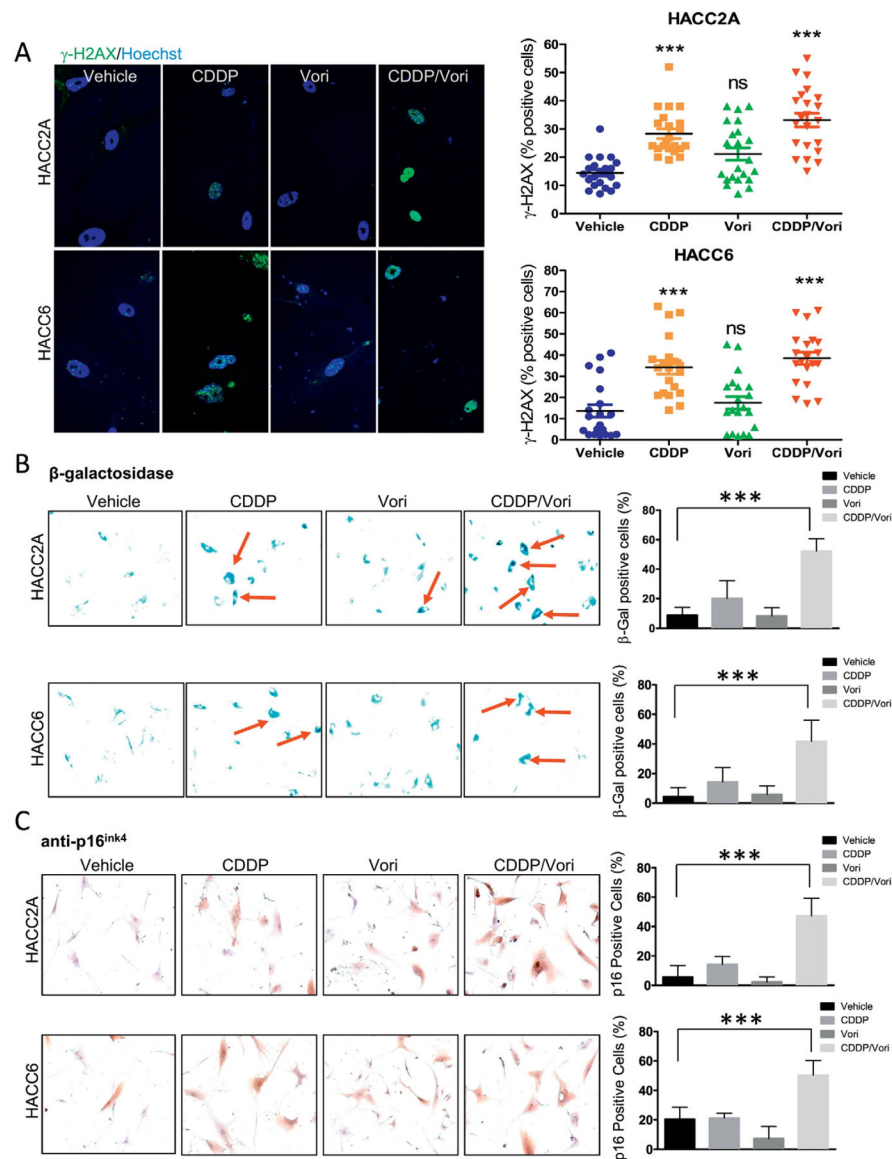 A
γ-H2AX/Hoechst
Vehicle CDDP Vori CDDP/Vori
HACC2A
HACC6
HACC2A
γ-H2AX (% positive cells)
60
50
40
30
20
10
0
*** ns ***
Vehicle CDDP Vori CDDP/Vori
HACC6
γ-H2AX (% positive cells)
80
70
60
50
40
30
20
10
0
*** ns ***
Vehicle CDDP Vori CDDP/Vori
B
β-galactosidase
Vehicle CDDP Vori CDDP/Vori
HACC2A
HACC6
β-Gal positive cells (%)
80
60
40
20
0
***
Vehicle
CDDP
Vori
CDDP/Vori
β-Gal positive cells (%)
80
60
40
20
0
***
Vehicle
CDDP
Vori
CDDP/Vori
C
anti-p16ink4
Vehicle CDDP Vori CDDP/Vori
HACC2A
HACC6
p16 Positive Cells (%)
80
60
40
20
0
***
Vehicle
CDDP
Vori
CDDP/Vori
p16 Positive Cells (%)
80
60
40
20
0
***
Vehicle
CDDP
Vori
CDDP/Vori